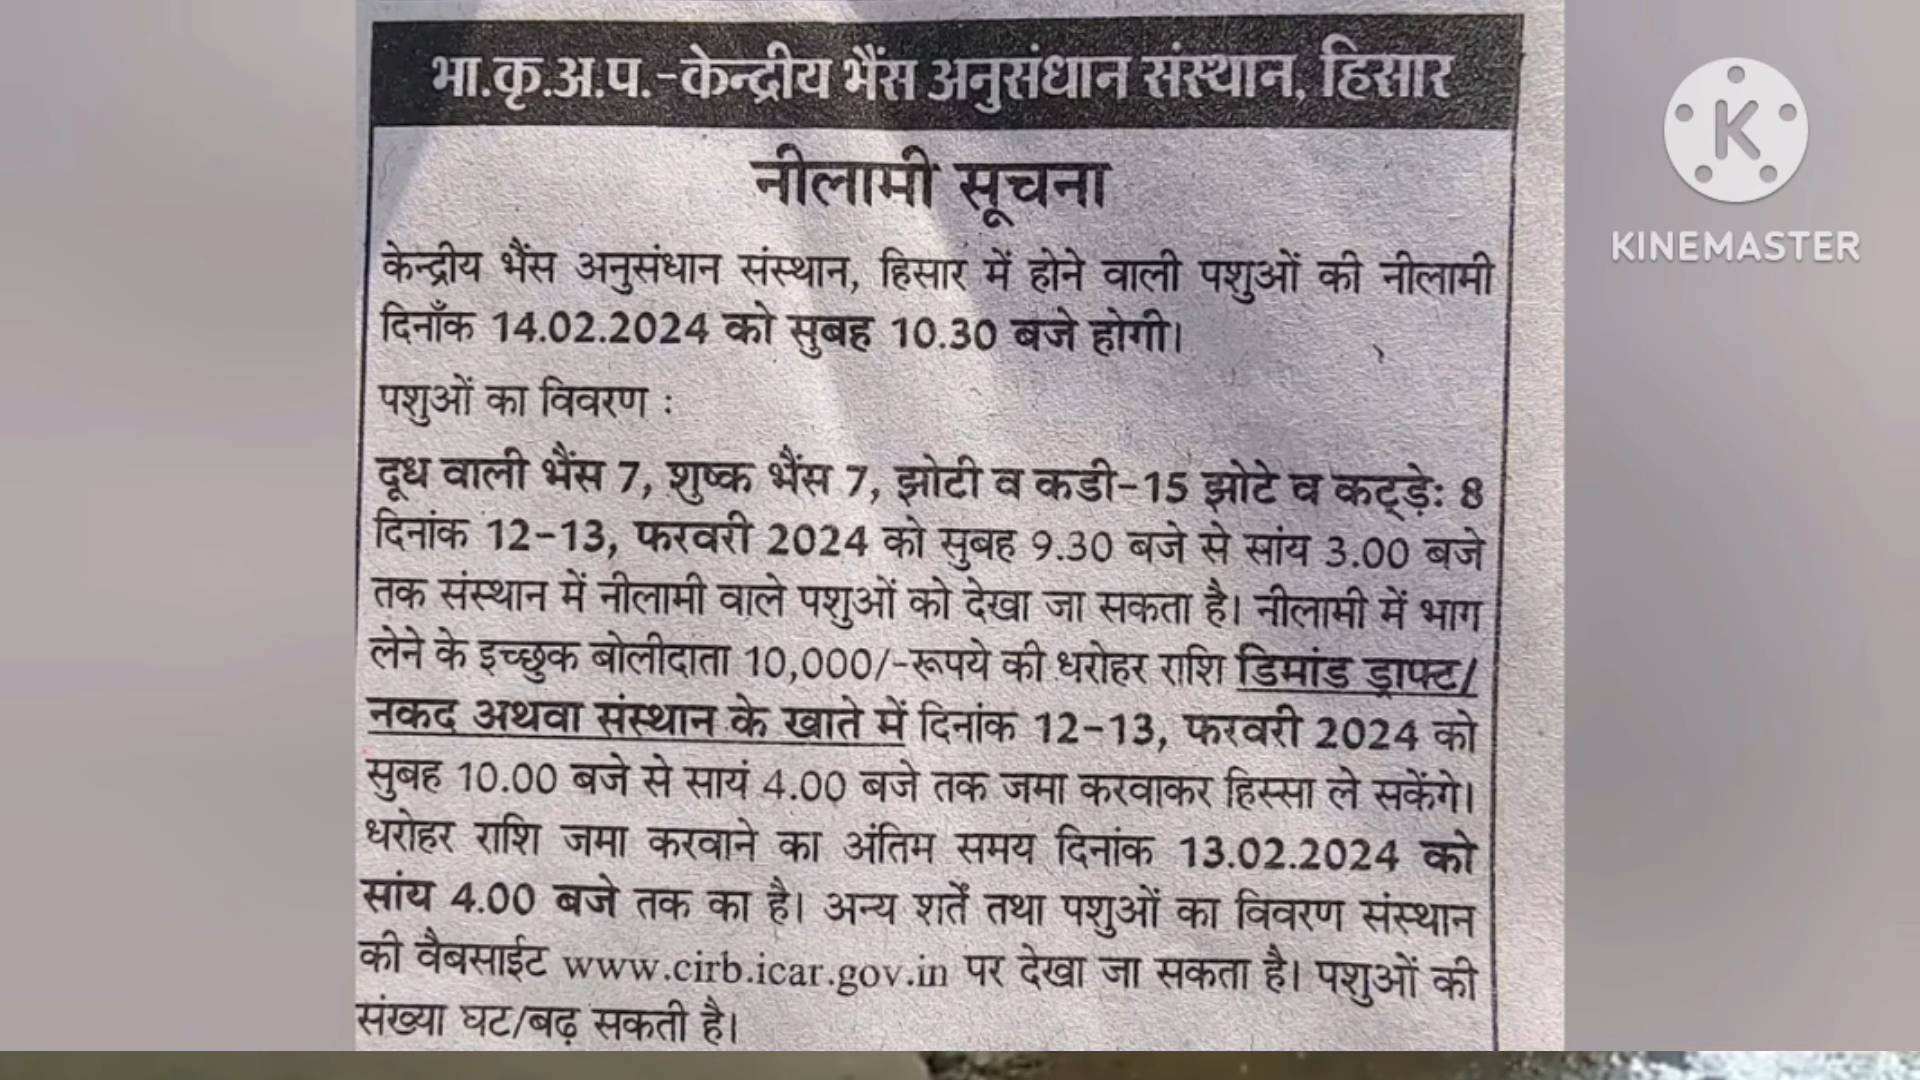 भा.कृ.अ.प.-केन्द्रीय भैंस अनुसंधान संस्थान, हिसार
नीलामी सूचना
केन्द्रीय भैंस अनुसंधान संस्थान, हिसार में होने वाली पशुओं की नीलामी
दिनाँक 14.02.2024 को सुबह 10.30 बजे होगी।
पशुओं का विवरण :
दूध वाली भैंस 7, शुष्क भैंस 7, झोटी व कडी-15 झोटे व कट्ड़े: 8
दिनांक 12-13, फरवरी 2024 को सुबह 9.30 बजे से सांय 3.00 बजे
तक संस्थान में नीलामी वाले पशुओं को देखा जा सकता है। नीलामी में भाग
लेने के इच्छुक बोलीदाता 10,000/-रूपये की धरोहर राशि डिमांड ड्राफ्ट/
नकद अथवा संस्थान के खाते में दिनांक 12-13, फरवरी 2024 को
सुबह 10.00 बजे से सायं 4.00 बजे तक जमा करवाकर हिस्सा ले सकेंगे।
धरोहर राशि जमा करवाने का अंतिम समय दिनांक 13.02.2024 को
सांय 4.00 बजे तक का है। अन्य शर्तें तथा पशुओं का विवरण संस्थान
की वैबसाईट www.cirb.icar.gov.in पर देखा जा सकता है। पशुओं की
संख्या घट/बढ़ सकती है।
K
KINEMASTER